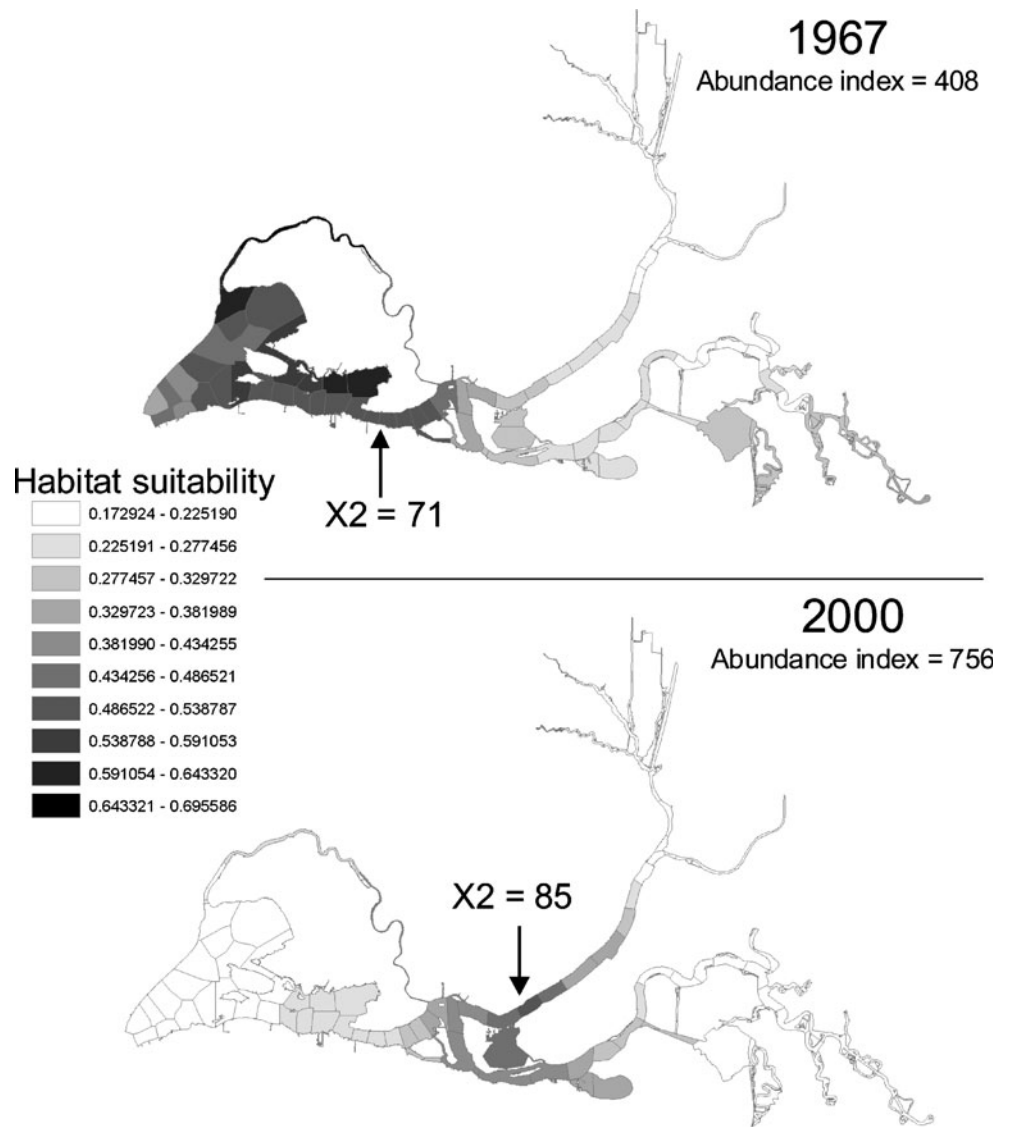 1967
Abundance index = 408
X2 = 71
Habitat suitability
0.172924 - 0.225190
0.225191 - 0.277456
0.277457 - 0.329722
0.329723 - 0.381989
0.381990 - 0.434255
0.434256 - 0.486521
0.486522 - 0.538787
0.538788 - 0.591053
0.591054 - 0.643320
0.643321 - 0.695586
2000
Abundance index = 756
X2 = 85